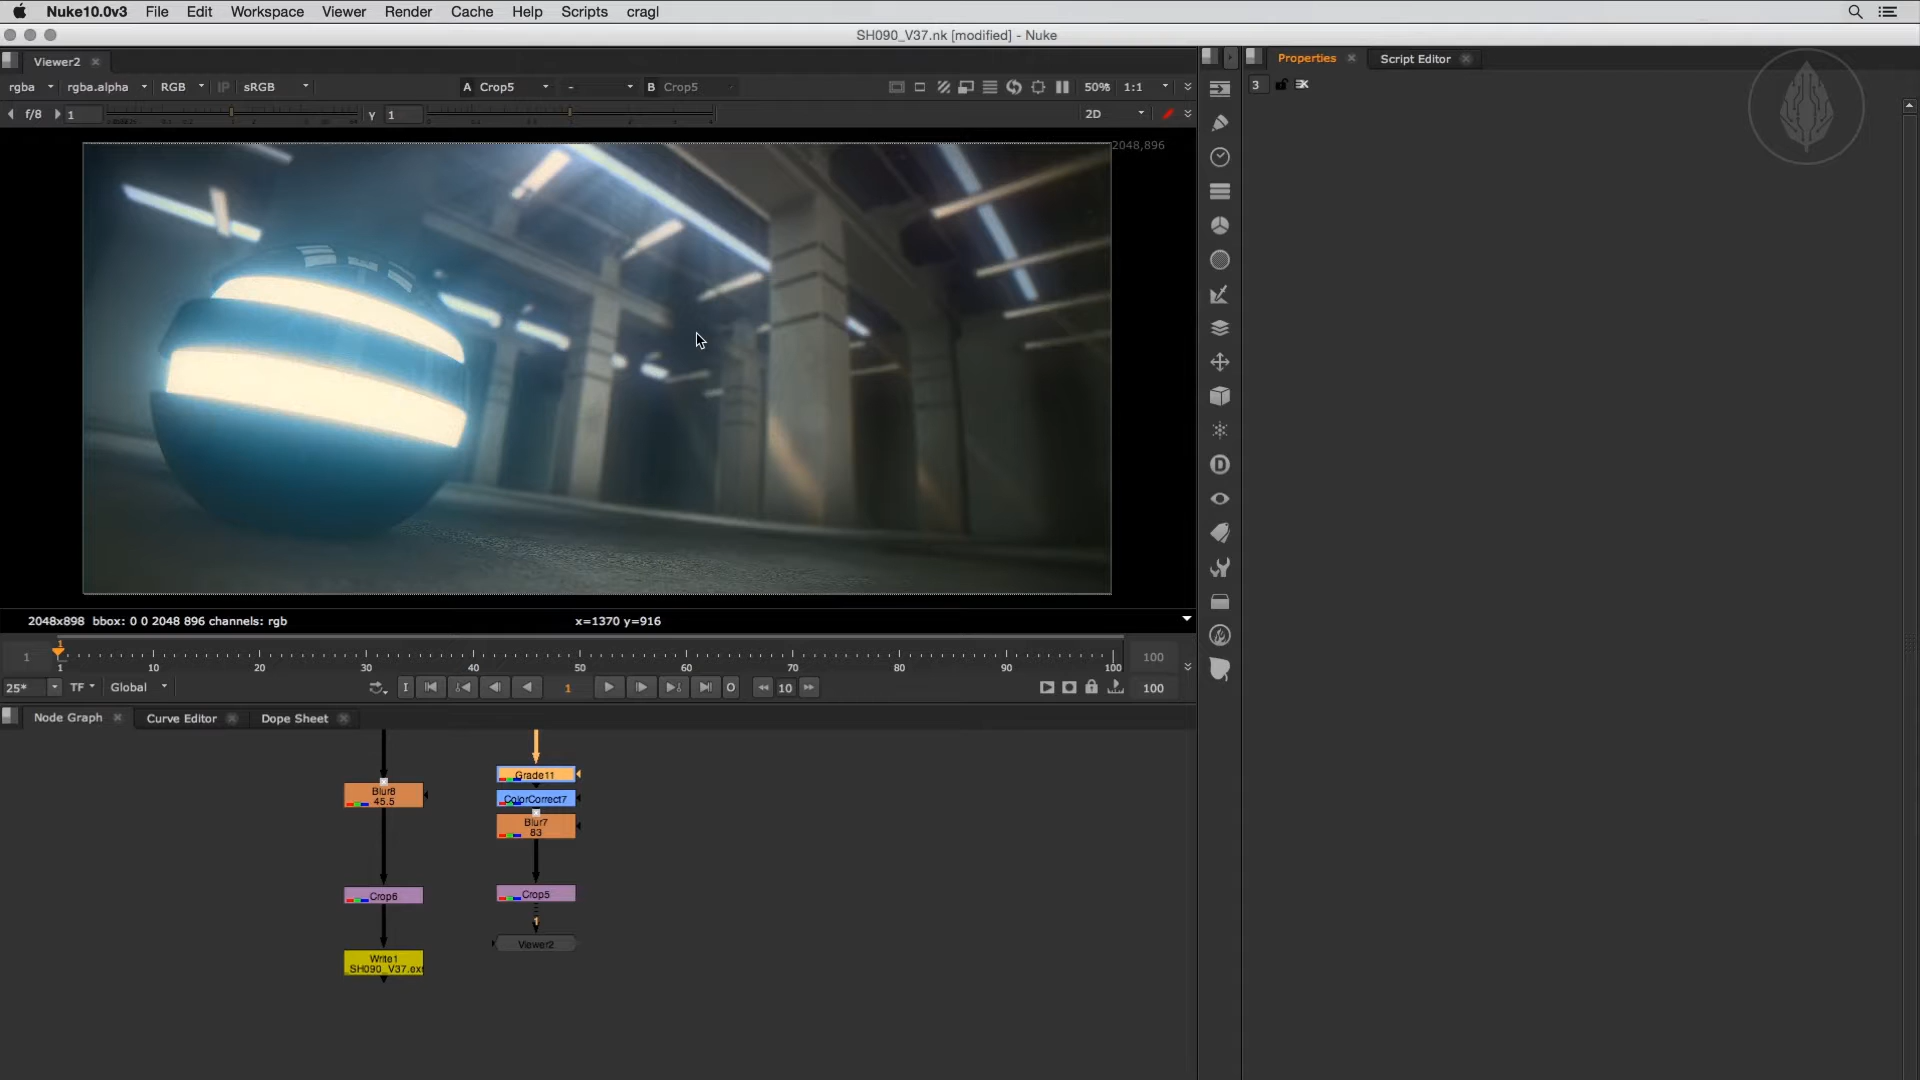 Nuke10.0v3 File Edit Workspace Viewer Render Cache Help Scripts cragl
SH090_V37.nk [modified] - Nuke
Viewer2
Properties
Script Editor
rgba rgba.alpha RGB IP sRGB A Crop5 - B Crop5 50% 1:1
3
f/8 1 y 1 2D
2048,896
2048x898 bbox: 0 0 2048 896 channels: rgb x=1370 y=916
1
1 100
1 10 20 30 40 50 60 70 80 90 100
25* TF Global I 1 O 10 100
Node Graph Curve Editor Dope Sheet
Grade11
Blur8
45.5
ColorCorrect7
Blur7
83
Crop6
Crop5
1
Viewer2
Write1
SH090_V37.ex